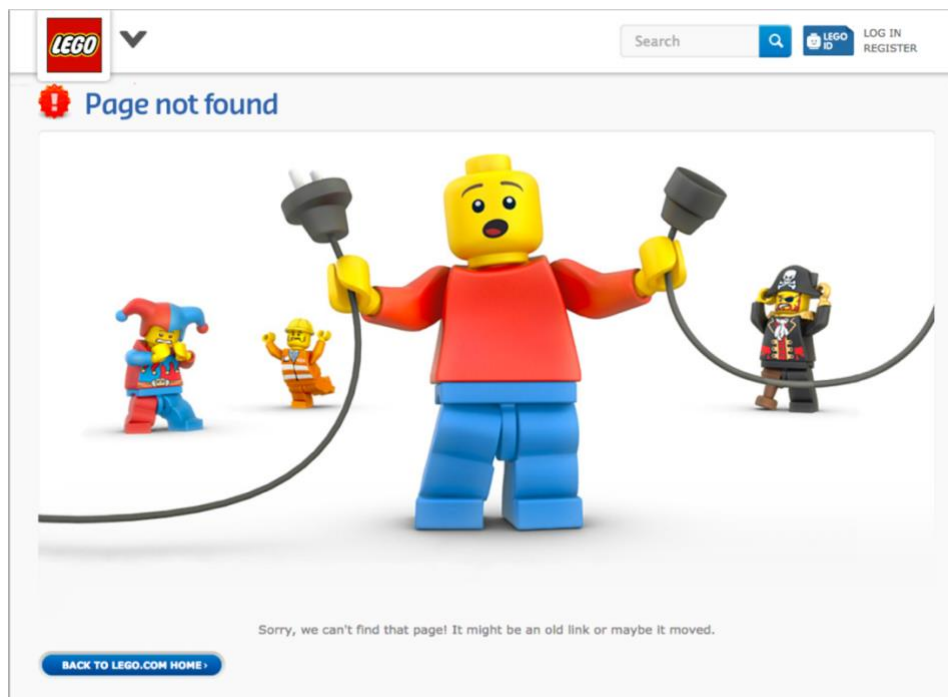 LEGO
Search
LEGO ID
LOG IN
REGISTER
Page not found
Sorry, we can't find that page! It might be an old link or maybe it moved.
BACK TO LEGO.COM HOME ›